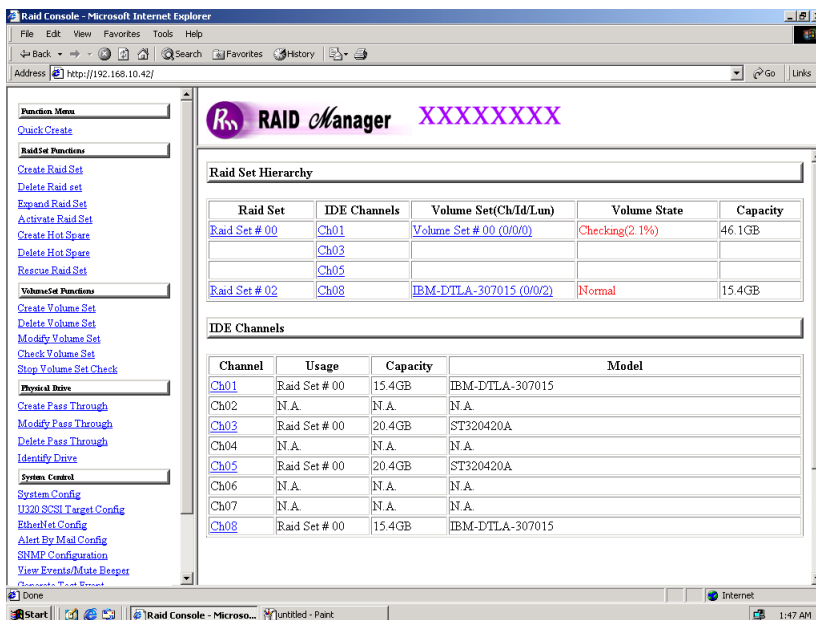 Raid Console - Microsoft Internet Explorer
File Edit View Favorites Tools Help
Back Search Favorites History
Address http://192.168.10.42/ Go Links
Function Menu
Quick Create
RaidSet Functions
Create Raid Set
Delete Raid set
Expand Raid Set
Activate Raid Set
Create Hot Spare
Delete Hot Spare
Rescue Raid Set
VolumeSet Functions
Create Volume Set
Delete Volume Set
Modify Volume Set
Check Volume Set
Stop Volume Set Check
Physical Drive
Create Pass Through
Modify Pass Through
Delete Pass Through
Identify Drive
System Control
System Config
U320 SCSI Target Config
EtherNet Config
Alert By Mail Config
SNMP Configuration
View Events/Mute Beeper
Generate Test Event
Rm RAID Manager XXXXXXXX
Raid Set Hierarchy
Raid Set IDE Channels Volume Set(Ch/Id/Lun) Volume State Capacity
Raid Set # 00 Ch01 Volume Set # 00 (0/0/0) Checking(2.1%) 46.1GB
Ch03
Ch05
Raid Set # 02 Ch08 IBM-DTLA-307015 (0/0/2) Normal 15.4GB
IDE Channels
Channel Usage Capacity Model
Ch01 Raid Set # 00 15.4GB IBM-DTLA-307015
Ch02 N.A. N.A. N.A.
Ch03 Raid Set # 00 20.4GB ST320420A
Ch04 N.A. N.A. N.A.
Ch05 Raid Set # 00 20.4GB ST320420A
Ch06 N.A. N.A. N.A.
Ch07 N.A. N.A. N.A.
Ch08 Raid Set # 00 15.4GB IBM-DTLA-307015
Done Internet
Start Raid Console - Microso... untitled - Paint 1:47 AM